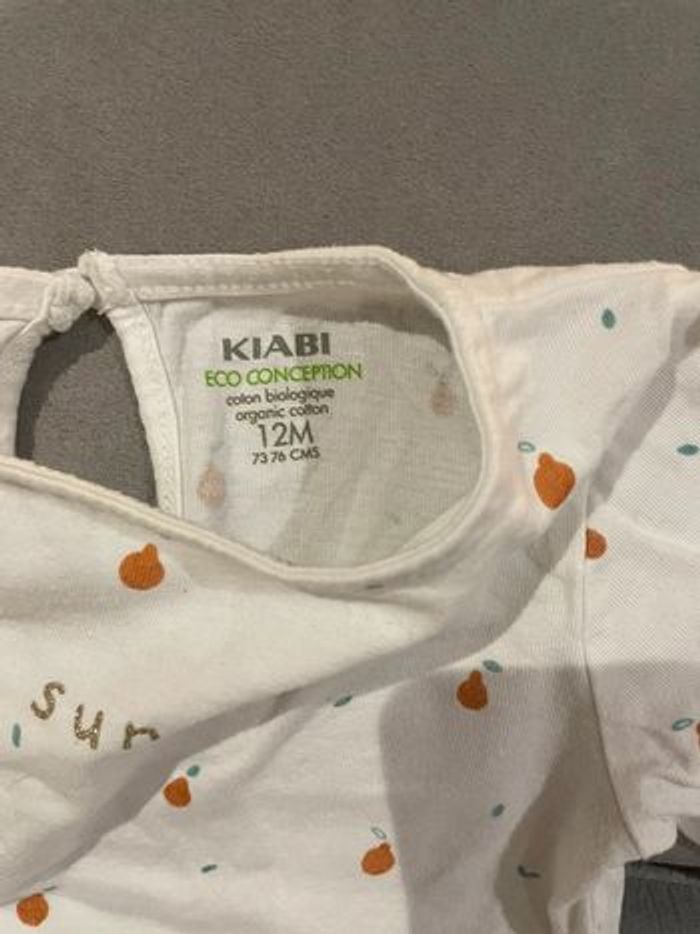 KIABI
ECO CONCEPTION
coton biologique
organic cotton
12M
73 76 CMS
sur